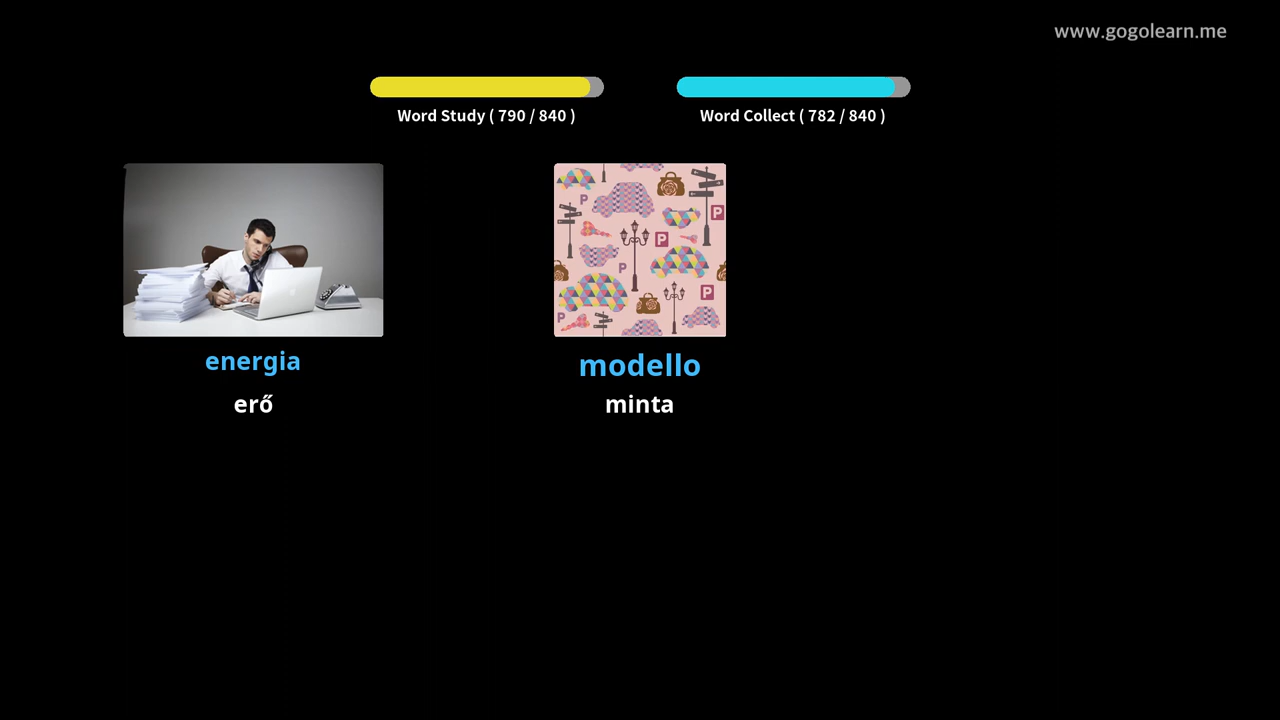 www.gogolearn.me
Word Study ( 790 / 840 )
Word Collect ( 782 / 840 )
P
P
P
P
P
P
energia
modello
erő
minta